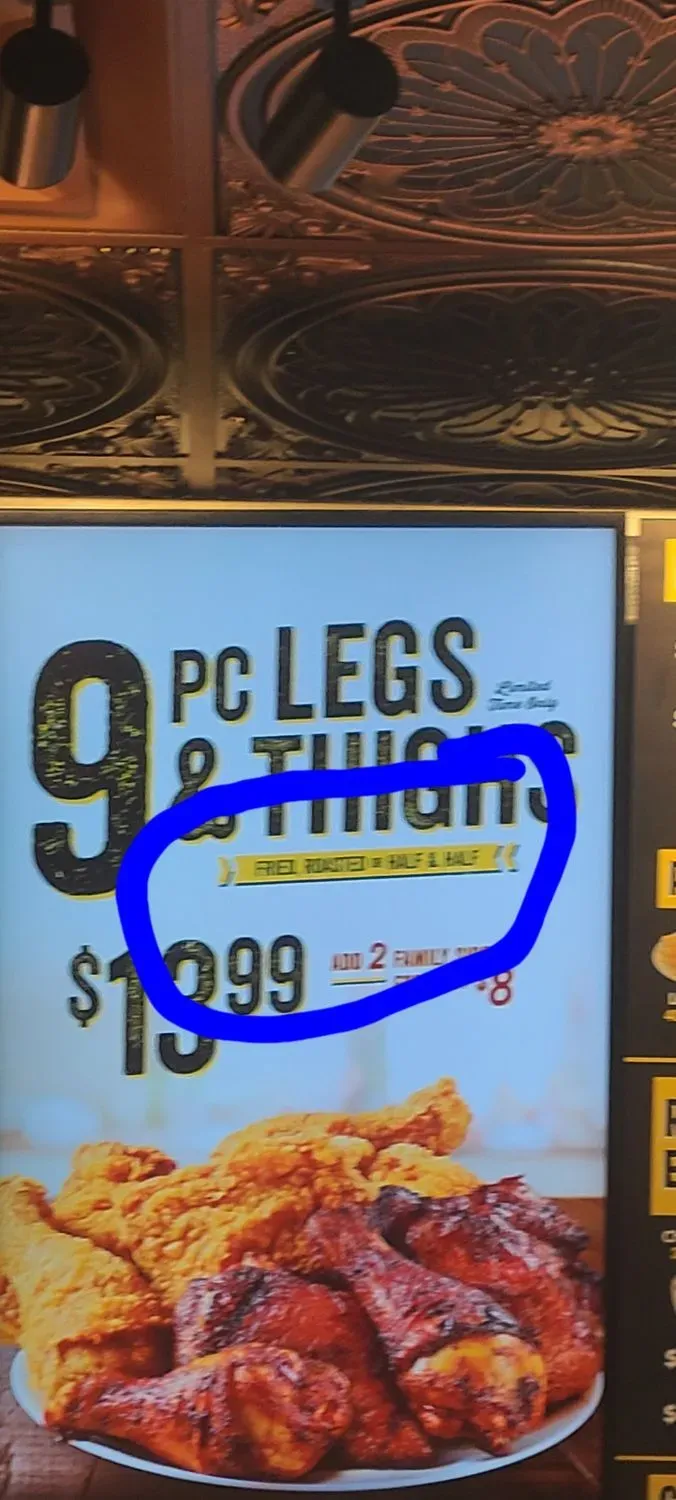 9 PC LEGS
Limited
Time Only
& THIGHS
FRIED, ROASTED or HALF & HALF
$13 99
ADD 2 FAMILY
$8